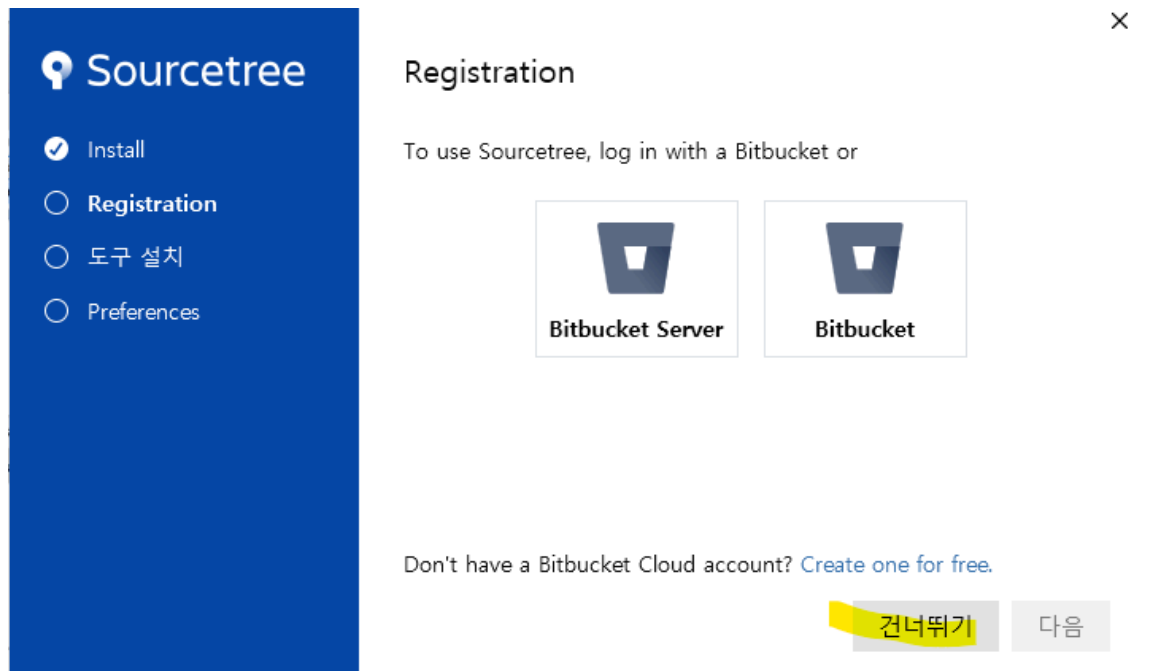 Sourcetree
Install
Registration
도구 설치
Preferences
Registration
To use Sourcetree, log in with a Bitbucket or
Bitbucket Server
Bitbucket
Don't have a Bitbucket Cloud account? Create one for free.
건너뛰기
다음